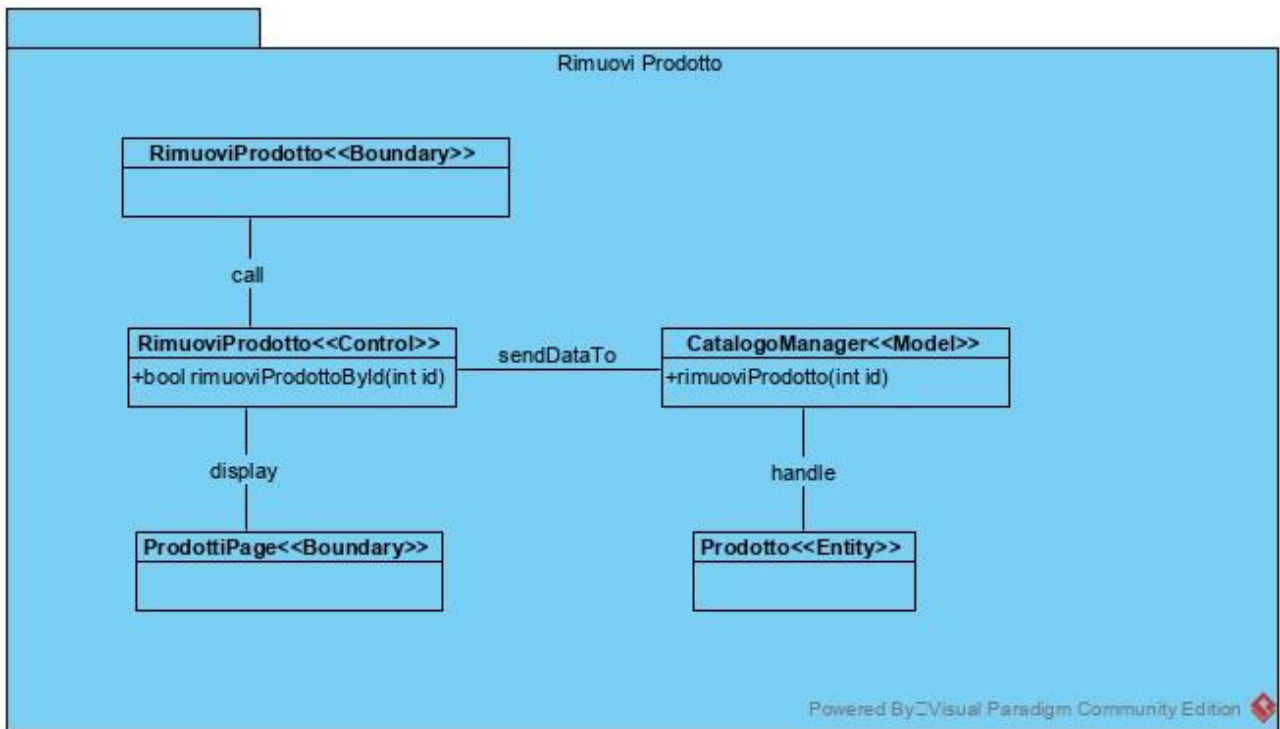 Rimuovi Prodotto
RimuoviProdotto<<Boundary>>
call
RimuoviProdotto<<Control>>
+bool rimuoviProdottoById(int id)
sendDataTo
CatalogoManager<<Model>>
+rimuoviProdotto(int id)
display
handle
ProdottiPage<<Boundary>>
Prodotto<<Entity>>
Powered By Visual Paradigm Community Edition